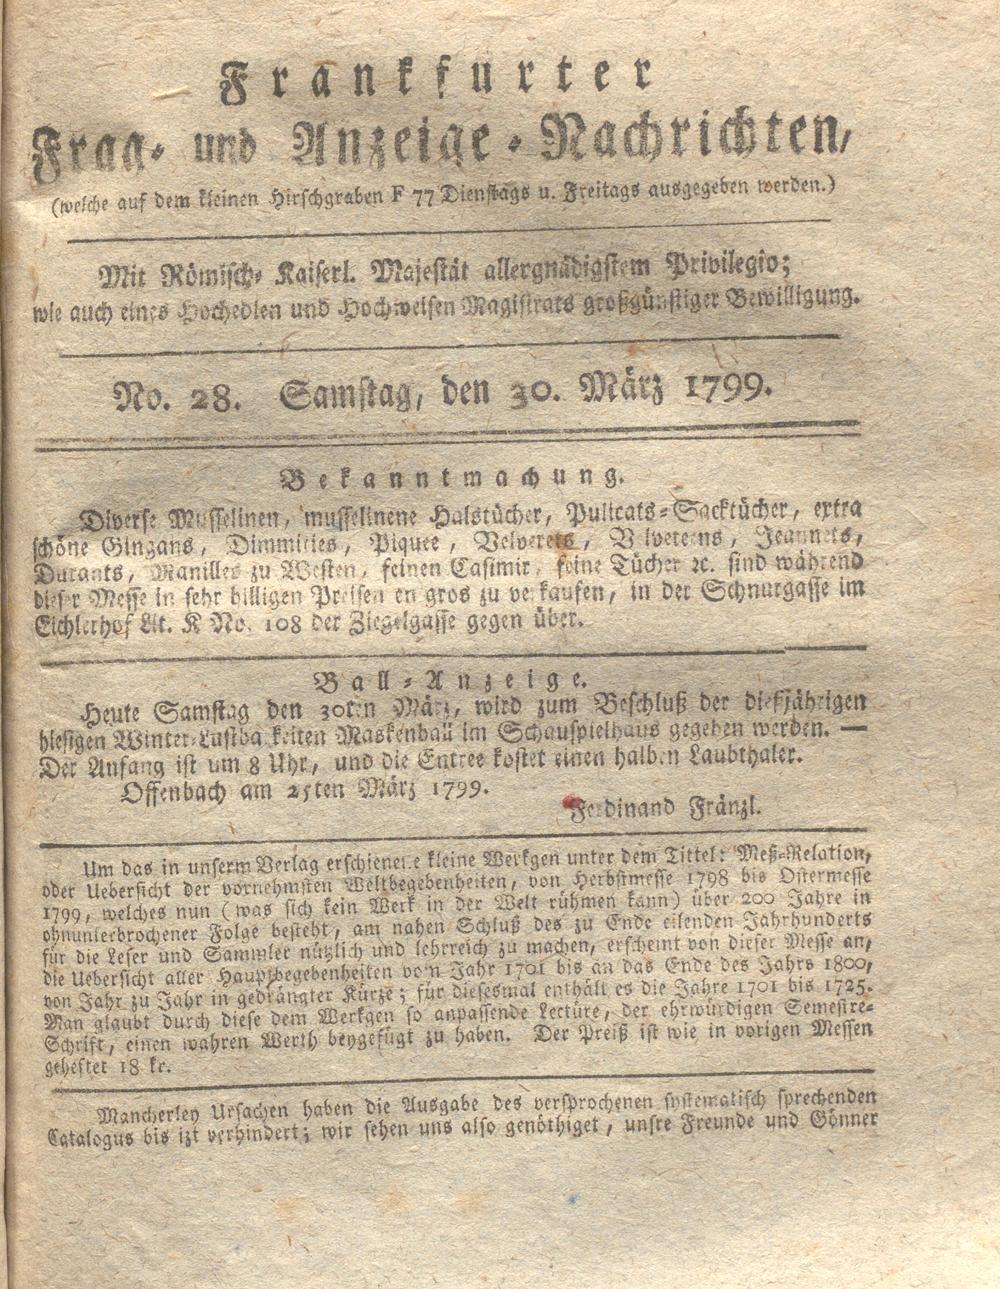 Frankfurter
Frag- und Anzeige-Nachrichten,
(welche auf dem kleinen Hirschgraben F 77 Dienstags u. Freitags ausgegeben werden.)
Mit Römisch- Kaiserl. Majestät allergnädigstem Privilegio;
wie auch eines Hochedlen und Hochweisen Magistrats großgünstiger Bewilligung.
No. 28. Samstag, den 30. März 1799.
Bekanntmachung.
Diverse Musselinen, musselinene Halstücher, Pulicats-Sacktücher, extra
schöne Gingans, Dimmities, Piquee, Velverets, Velvetens, Jeannets,
Durants, Manilles zu Westen, feinen Casimir, feine Tücher ꝛc. sind während
dieser Messe in sehr billigen Preisen en gros zu verkaufen, in der Schnurgasse im
Eichlerhof Lit. K No. 108 der Ziegelgasse gegen über.
Ball-Anzeige.
Heute Samstag den 30ten März, wird zum Beschluß der dießjährigen
hiesigen Winter-Lustbarkeiten Maskenball im Schauspielhaus gegeben werden. —
Der Anfang ist um 8 Uhr, und die Entree kostet einen halben Laubthaler.
Offenbach am 25ten März 1799.
Ferdinand Fränzl.
Um das in unserm Verlag erschienene kleine Werkgen unter dem Tittel: Meß-Relation,
oder Uebersicht der vornehmsten Weltbegebenheiten, von Herbstmesse 1798 bis Ostermesse
1799, welches nun (was sich kein Werk in der Welt rühmen kann) über 200 Jahre in
ohnunterbrochener Folge besteht, am nahen Schluß des zu Ende eilenden Jahrhunderts
für die Leser und Sammler nützlich und lehrreich zu machen, erscheint von dieser Messe an,
die Uebersicht aller Hauptbegebenheiten vom Jahr 1701 bis an das Ende des Jahrs 1800,
von Jahr zu Jahr in gedrängter Kürze; für diesesmal enthält es die Jahre 1701 bis 1725.
Man glaubt durch diese dem Werkgen so anpassende Lecture, der ehrwürdigen Semestre-
Schrift, einen wahren Werth beygefügt zu haben. Der Preiß ist wie in vorigen Messen
geheftet 18 kr.
Mancherley Ursachen haben die Ausgabe des versprochenen systematisch sprechenden
Catalogus bis izt verhindert; wir sehen uns also genöthiget, unsre Freunde und Gönner